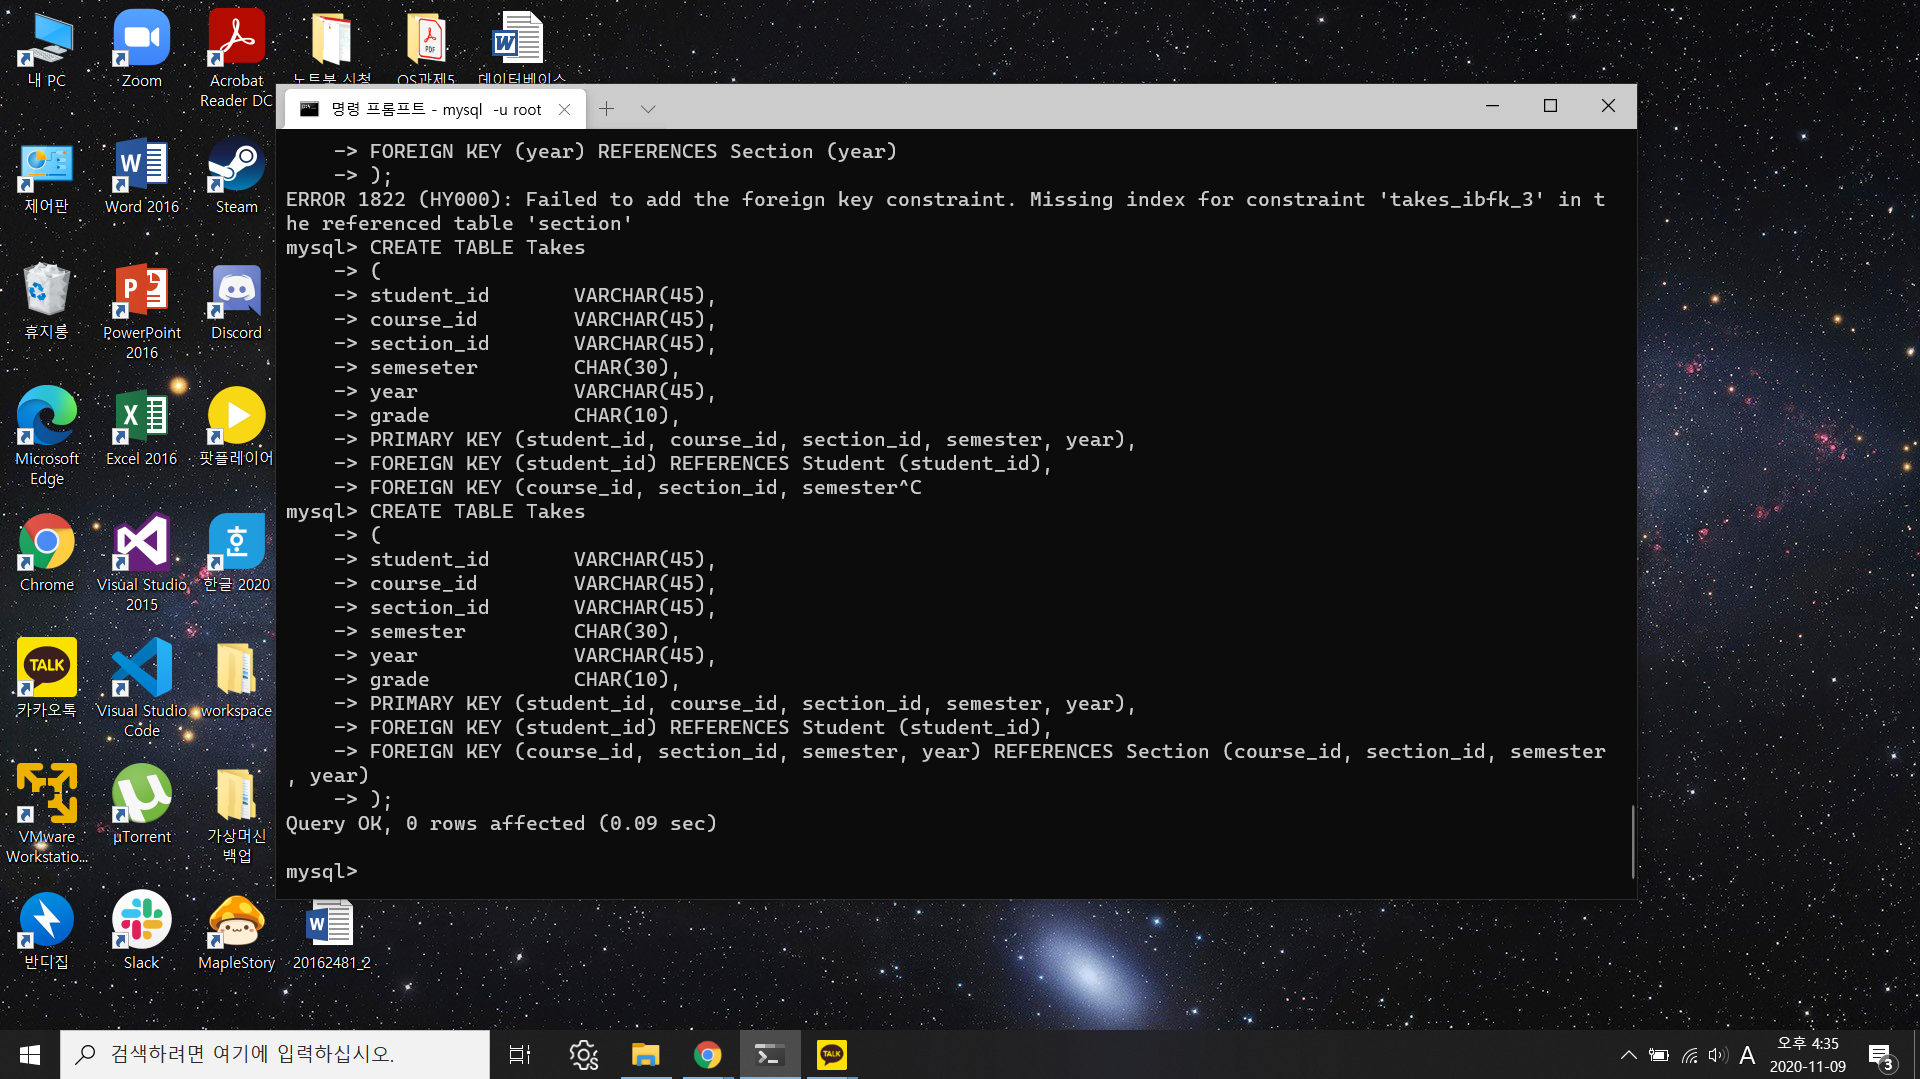 내 PC
Zoom
Acrobat
Reader DC
노트북 신청
OS과제5
데이터베이스
제어판
Word 2016
Steam
휴지통
PowerPoint
2016
Discord
Microsoft
Edge
Excel 2016
팟플레이어
Chrome
Visual Studio
2015
한글 2020
카카오톡
Visual Studio
Code
workspace
VMware
Workstatio...
µTorrent
가상머신
백업
반디집
Slack
MapleStory
20162481_2
명령 프롬프트 - mysql  -u root
    -> FOREIGN KEY (year) REFERENCES Section (year)
    -> );
ERROR 1822 (HY000): Failed to add the foreign key constraint. Missing index for constraint 'takes_ibfk_3' in t
he referenced table 'section'
mysql> CREATE TABLE Takes
    -> (
    -> student_id       VARCHAR(45),
    -> course_id        VARCHAR(45),
    -> section_id       VARCHAR(45),
    -> semeseter        CHAR(30),
    -> year             VARCHAR(45),
    -> grade            CHAR(10),
    -> PRIMARY KEY (student_id, course_id, section_id, semester, year),
    -> FOREIGN KEY (student_id) REFERENCES Student (student_id),
    -> FOREIGN KEY (course_id, section_id, semester^C
mysql> CREATE TABLE Takes
    -> (
    -> student_id       VARCHAR(45),
    -> course_id        VARCHAR(45),
    -> section_id       VARCHAR(45),
    -> semester         CHAR(30),
    -> year             VARCHAR(45),
    -> grade            CHAR(10),
    -> PRIMARY KEY (student_id, course_id, section_id, semester, year),
    -> FOREIGN KEY (student_id) REFERENCES Student (student_id),
    -> FOREIGN KEY (course_id, section_id, semester, year) REFERENCES Section (course_id, section_id, semester
, year)
    -> );
Query OK, 0 rows affected (0.09 sec)
mysql>
검색하려면 여기에 입력하십시오.
TALK
A
오후 4:35
2020-11-09
3